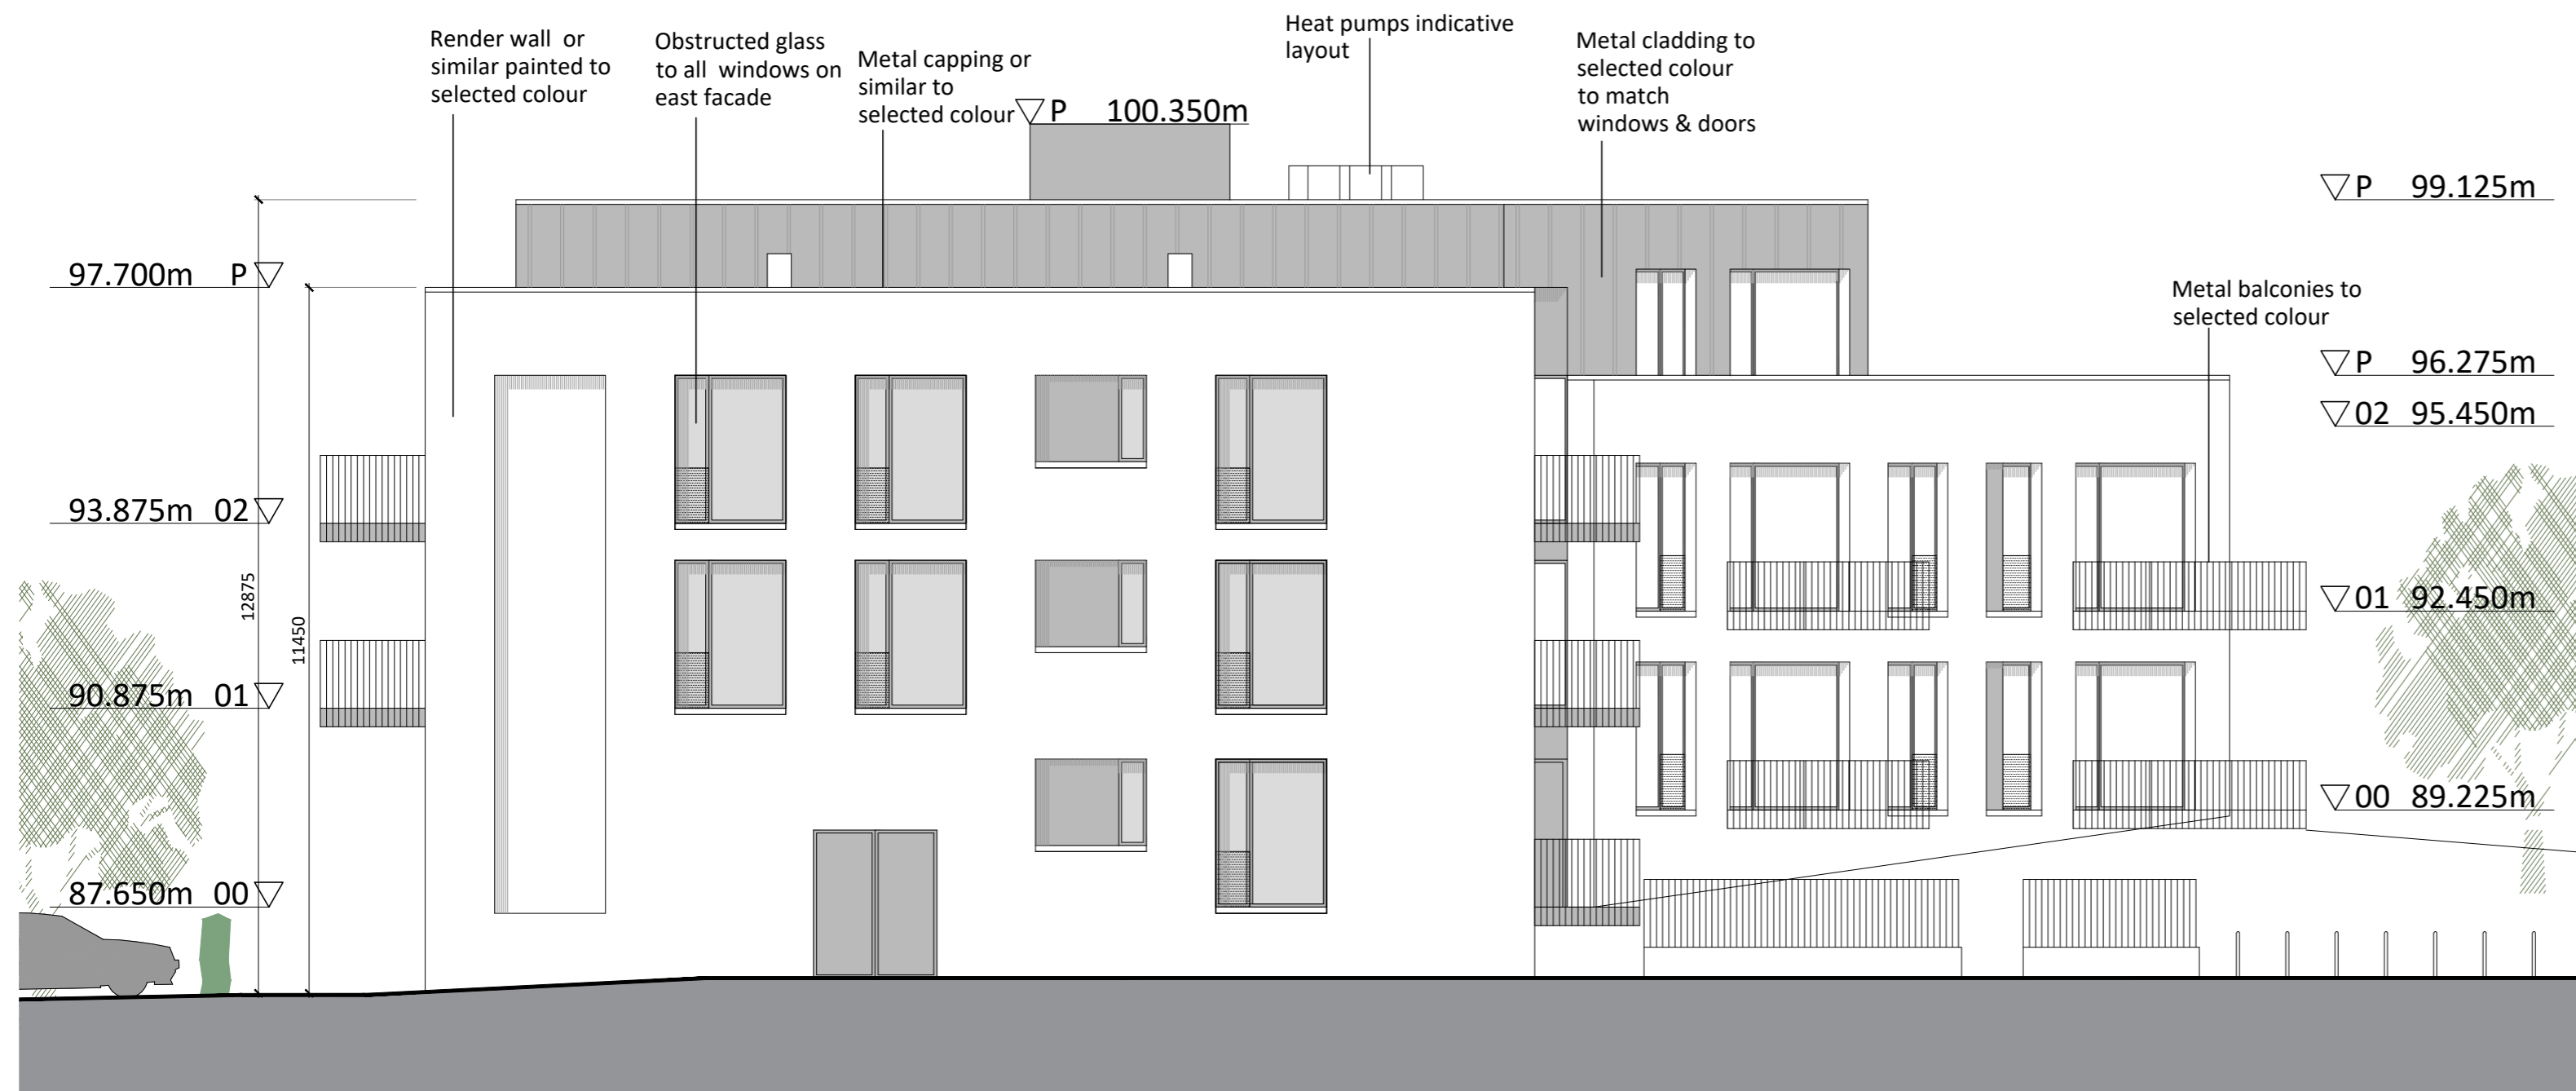 Render wall or
similar painted to
selected colour
Obstructed glass
to all windows on
east facade
Metal capping or
similar to
selected colour
P 100.350m
Heat pumps indicative
layout
Metal cladding to
selected colour
to match
windows & doors
P 99.125m
97.700m P
Metal balconies to
selected colour
P 96.275m
02 95.450m
93.875m 02
12875
11450
01 92.450m
90.875m 01
00 89.225m
87.650m 00